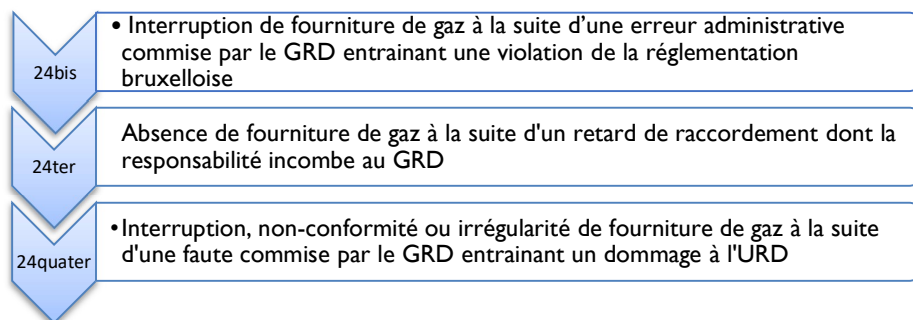 24bis
• Interruption de fourniture de gaz à la suite d’une erreur administrative
commise par le GRD entrainant une violation de la réglementation
bruxelloise
24ter
Absence de fourniture de gaz à la suite d'un retard de raccordement dont la
responsabilité incombe au GRD
24quater
•Interruption, non-conformité ou irrégularité de fourniture de gaz à la suite
d'une faute commise par le GRD entrainant un dommage à l'URD